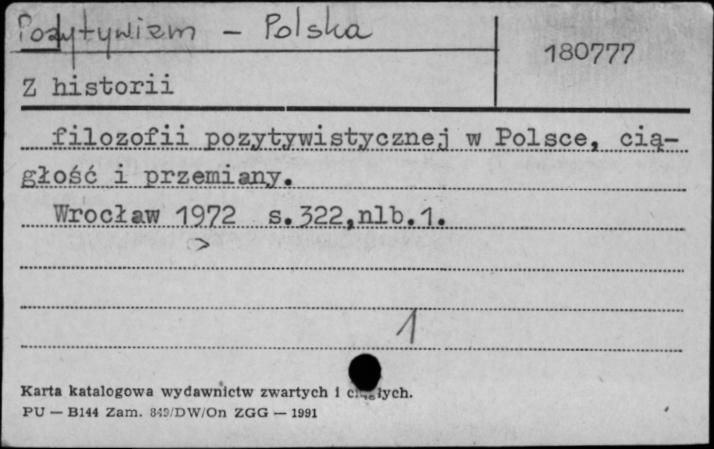 Pozytywizm – Polska
180777
Z historii
filozofii pozytywistycznej w Polsce, cią-
głość i przemiany.
Wrocław 1972 s.322,nlb.1.
1
Karta katalogowa wydawnictw zwartych i
PU — B144 Zam. 849/DW/On ZGG — 1991